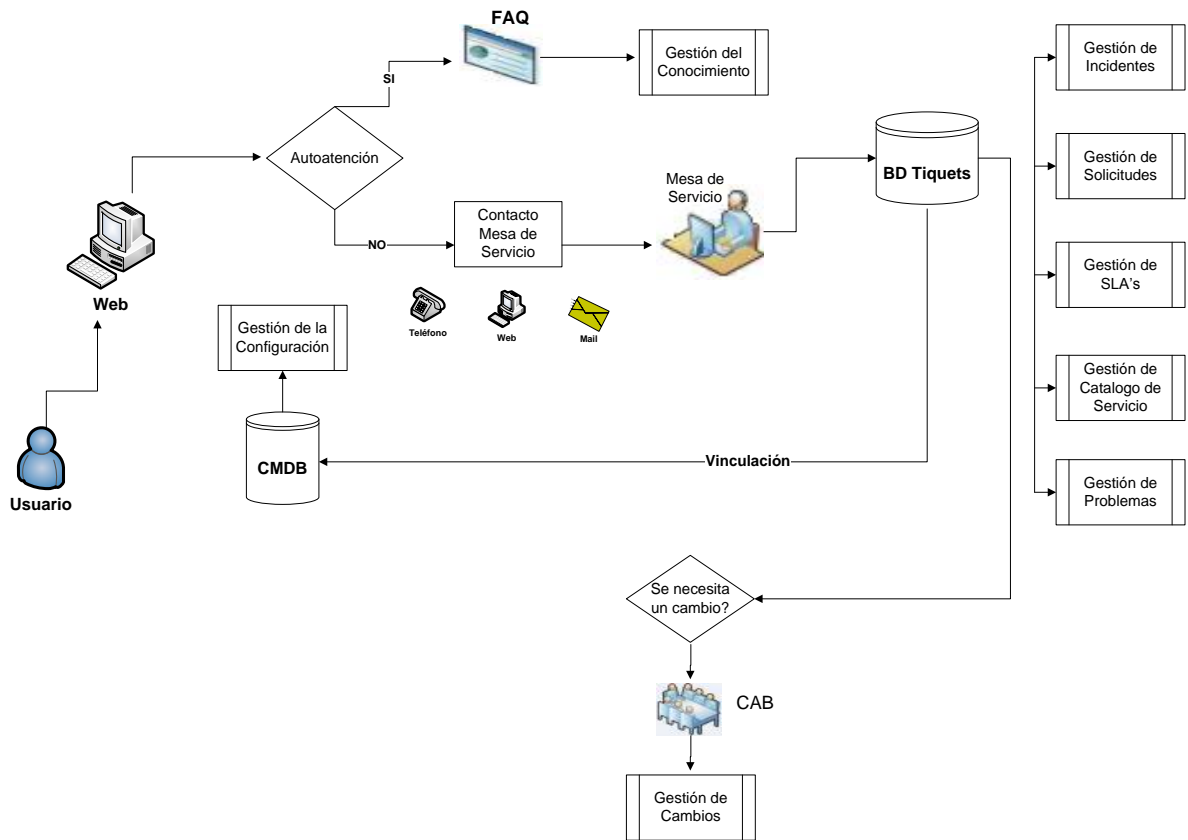 FAQ
Gestión del
Conocimiento
Gestión de
Incidentes
SI
Autoatención
BD Tiquets
Gestión de
Solicitudes
Mesa de
Servicio
Contacto
Mesa de
Servicio
NO
Web
Gestión de
SLA's
Teléfono
Web
Mail
Gestión de la
Configuración
Gestión de
Catalogo de
Servicio
CMDB
Vinculación
Usuario
Gestión de
Problemas
Se necesita
un cambio?
CAB
Gestión de
Cambios